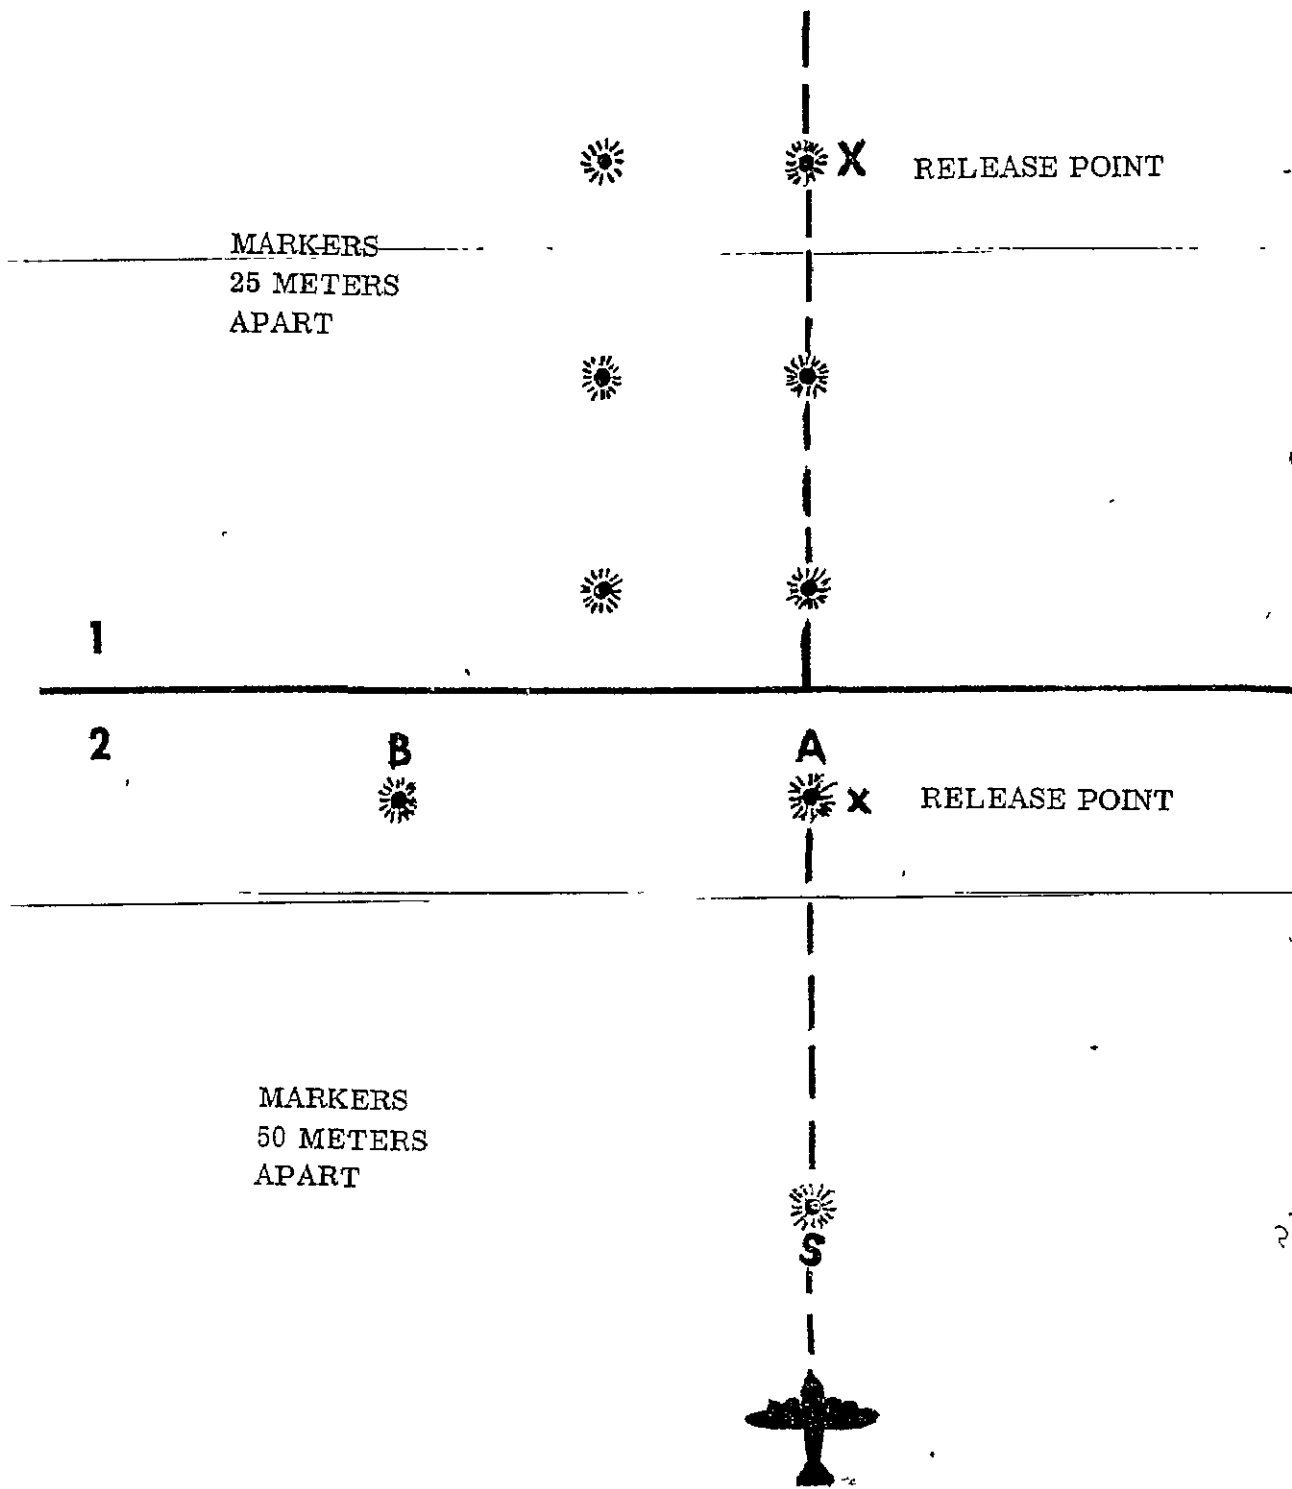 X RELEASE POINT
MARKERS
25 METERS
APART
1
2
B A
X RELEASE POINT
MARKERS
50 METERS
APART
S